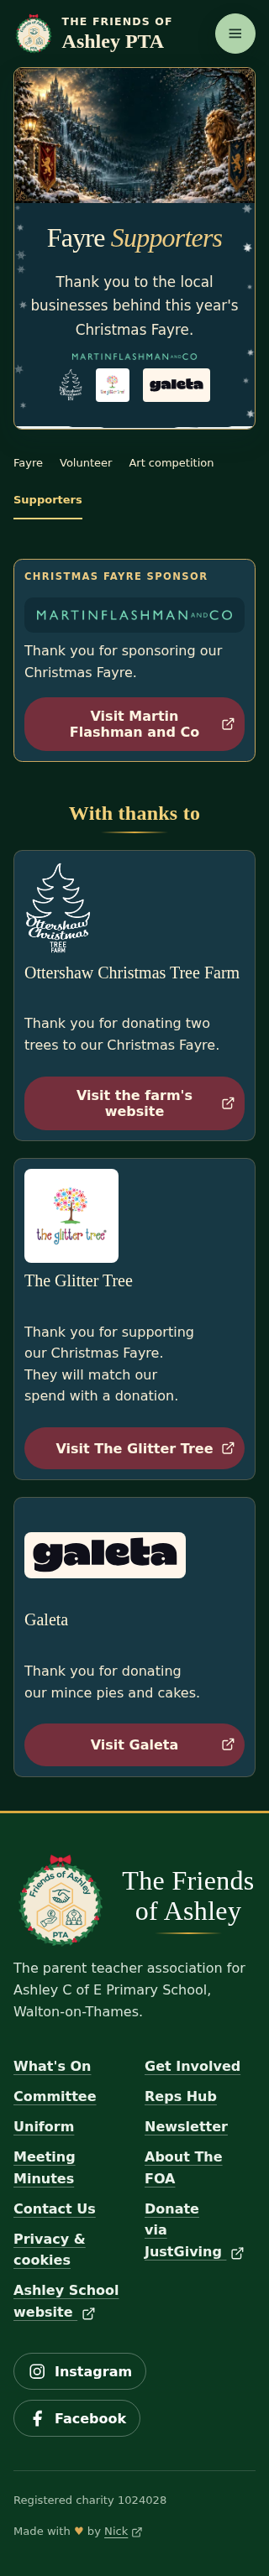 THE FRIENDS OF
Ashley PTA
Fayre Supporters
Thank you to the local
businesses behind this year's
Christmas Fayre.
MARTINFLASHMANANDCO
the glitter tree
galeta
Fayre Volunteer Art competition
Supporters
CHRISTMAS FAYRE SPONSOR
MARTINFLASHMANANDCO
Thank you for sponsoring our
Christmas Fayre.
Visit Martin
Flashman and Co
With thanks to
Ottershaw
Christmas
TREE
FARM
Ottershaw Christmas Tree Farm
Thank you for donating two
trees to our Christmas Fayre.
Visit the farm's
website
the glitter tree
The Glitter Tree
Thank you for supporting
our Christmas Fayre.
They will match our
spend with a donation.
Visit The Glitter Tree
galeta
Galeta
Thank you for donating
our mince pies and cakes.
Visit Galeta
Friends of Ashley
PTA
The Friends
of Ashley
The parent teacher association for
Ashley C of E Primary School,
Walton-on-Thames.
What's On
Committee
Uniform
Meeting
Minutes
Contact Us
Privacy &
cookies
Ashley School
website
Get Involved
Reps Hub
Newsletter
About The
FOA
Donate
via
JustGiving
Instagram
Facebook
Registered charity 1024028
Made with ♥ by Nick